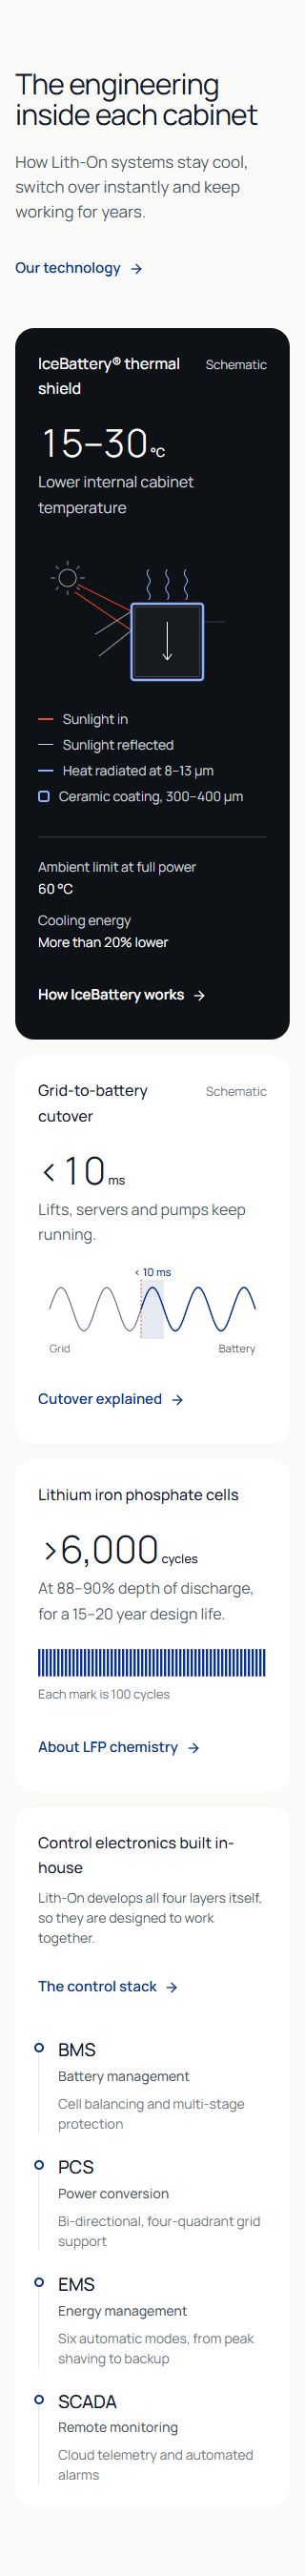 The engineering
inside each cabinet
How Lith-On systems stay cool,
switch over instantly and keep
working for years.
Our technology →
IceBattery® thermal
shield
Schematic
15–30 °C
Lower internal cabinet
temperature
Sunlight in
Sunlight reflected
Heat radiated at 8–13 µm
Ceramic coating, 300–400 µm
Ambient limit at full power
60 °C
Cooling energy
More than 20% lower
How IceBattery works →
Grid-to-battery
cutover
Schematic
<10 ms
Lifts, servers and pumps keep
running.
< 10 ms
Grid
Battery
Cutover explained →
Lithium iron phosphate cells
>6,000 cycles
At 88–90% depth of discharge,
for a 15–20 year design life.
Each mark is 100 cycles
About LFP chemistry →
Control electronics built in-
house
Lith-On develops all four layers itself,
so they are designed to work
together.
The control stack →
BMS
Battery management
Cell balancing and multi-stage
protection
PCS
Power conversion
Bi-directional, four-quadrant grid
support
EMS
Energy management
Six automatic modes, from peak
shaving to backup
SCADA
Remote monitoring
Cloud telemetry and automated
alarms